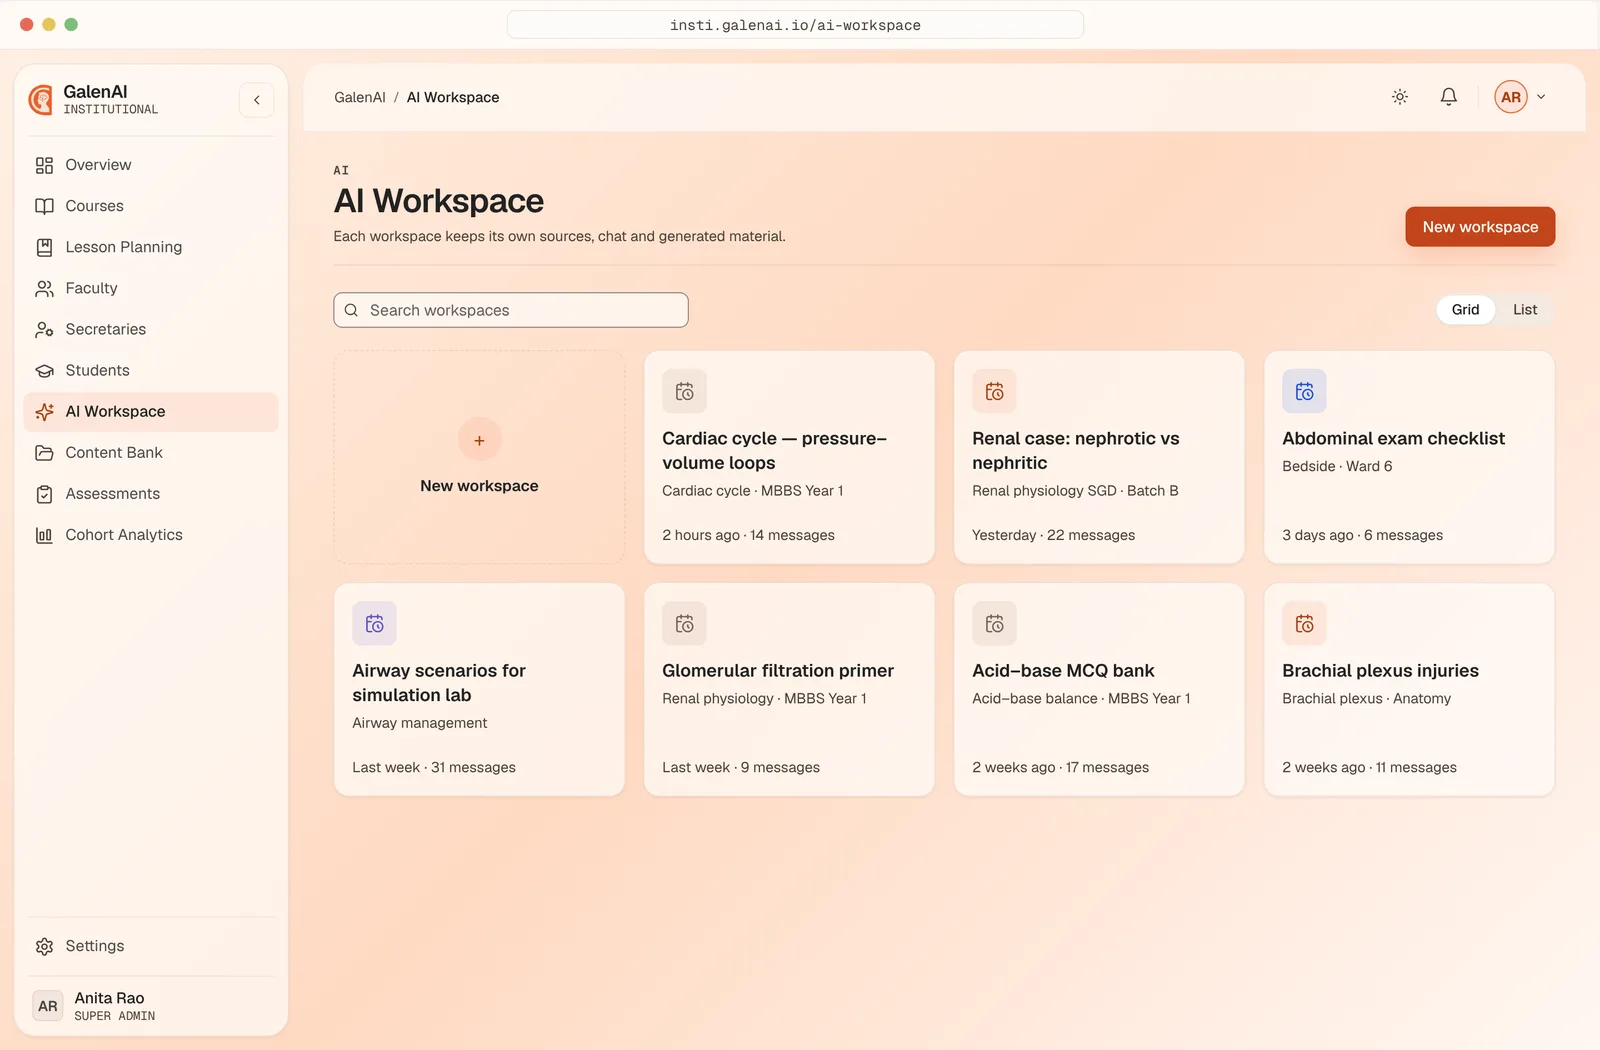 insti.galenai.io/ai-workspace
GalenAI
INSTITUTIONAL
Overview
Courses
Lesson Planning
Faculty
Secretaries
Students
AI Workspace
Content Bank
Assessments
Cohort Analytics
Settings
AR
Anita Rao
SUPER ADMIN
GalenAI / AI Workspace
AR
AI
AI Workspace
Each workspace keeps its own sources, chat and generated material.
New workspace
Search workspaces
Grid
List
+
New workspace
Cardiac cycle — pressure–
volume loops
Cardiac cycle · MBBS Year 1
2 hours ago · 14 messages
Renal case: nephrotic vs
nephritic
Renal physiology SGD · Batch B
Yesterday · 22 messages
Abdominal exam checklist
Bedside · Ward 6
3 days ago · 6 messages
Airway scenarios for
simulation lab
Airway management
Last week · 31 messages
Glomerular filtration primer
Renal physiology · MBBS Year 1
Last week · 9 messages
Acid–base MCQ bank
Acid–base balance · MBBS Year 1
2 weeks ago · 17 messages
Brachial plexus injuries
Brachial plexus · Anatomy
2 weeks ago · 11 messages